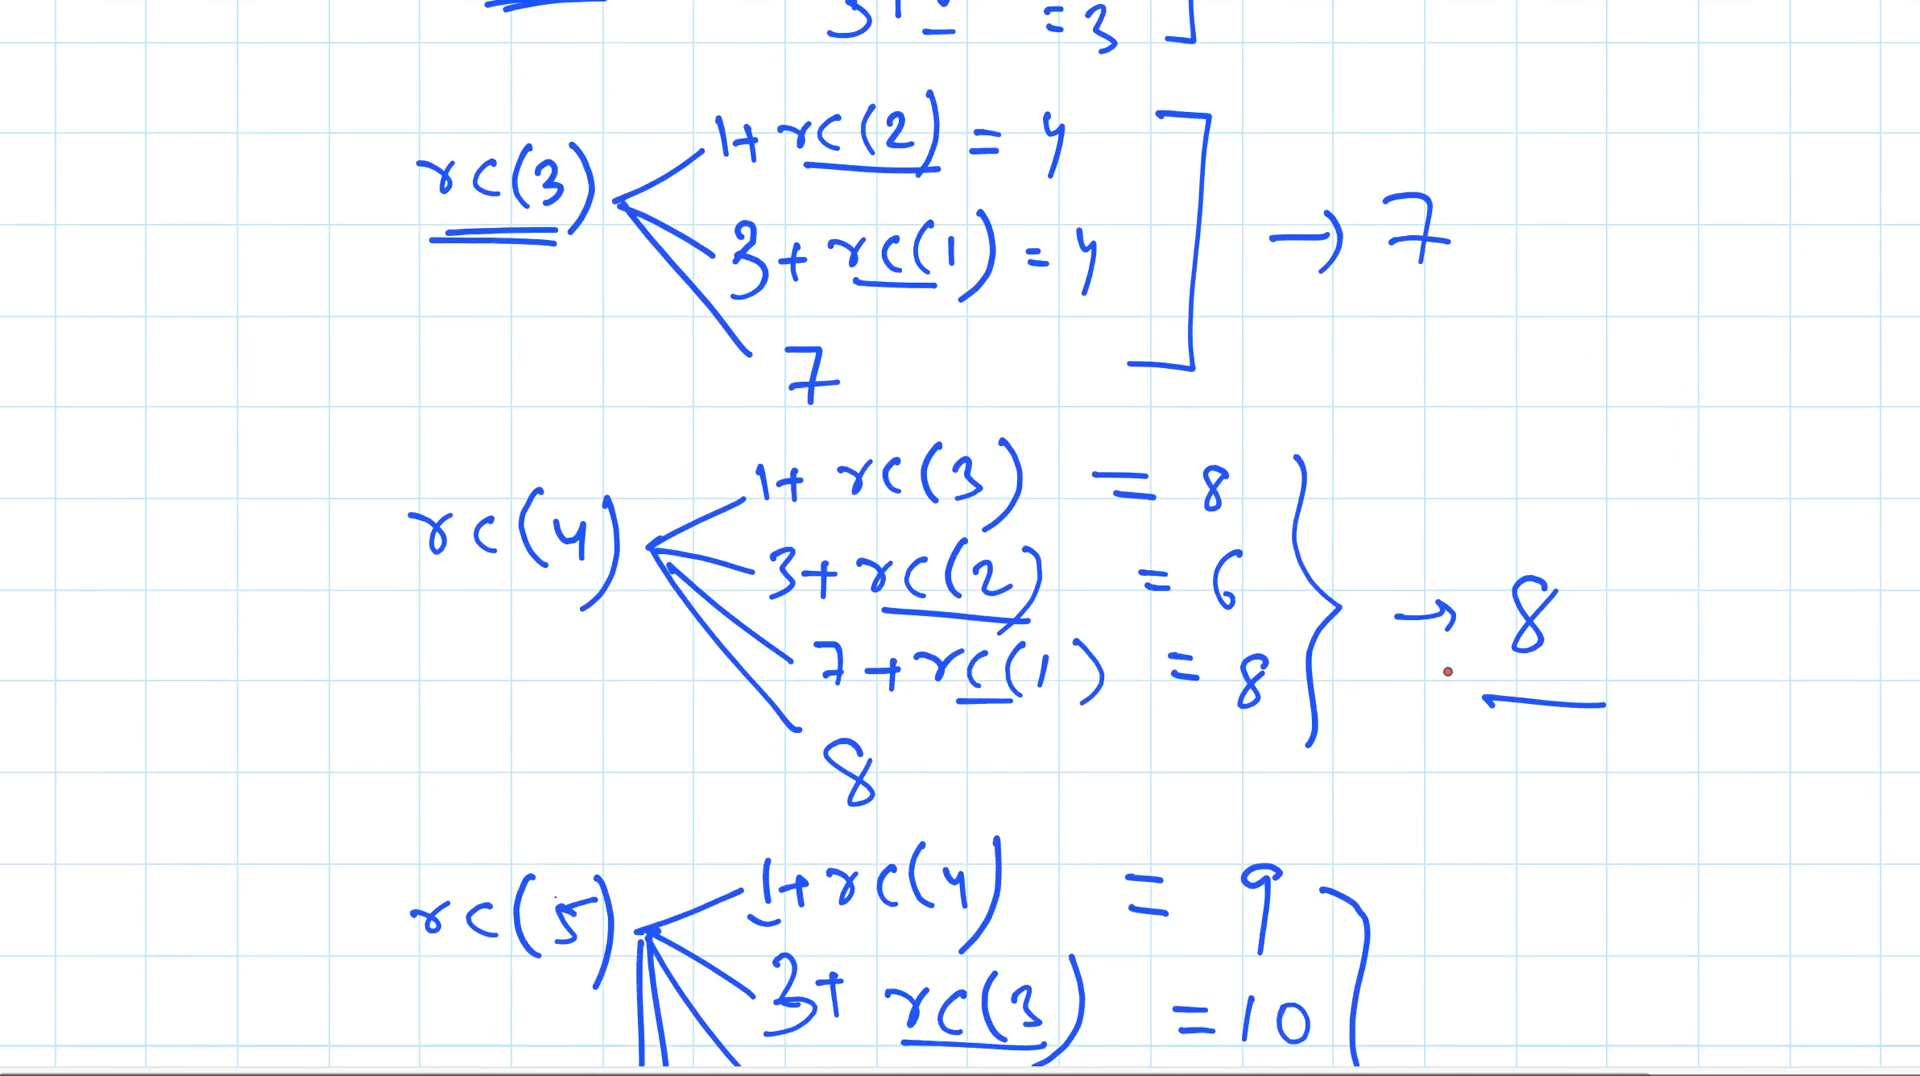 = 3
1 + rc(2) = 4
rc(3)
3 + rc(1) = 4
→ 7
7
1 + rc(3) = 8
rc(4)
3 + rc(2) = 6
→ 8
7 + rc(1) = 8
8
1 + rc(4) = 9
rc(5)
3 + rc(3) = 10